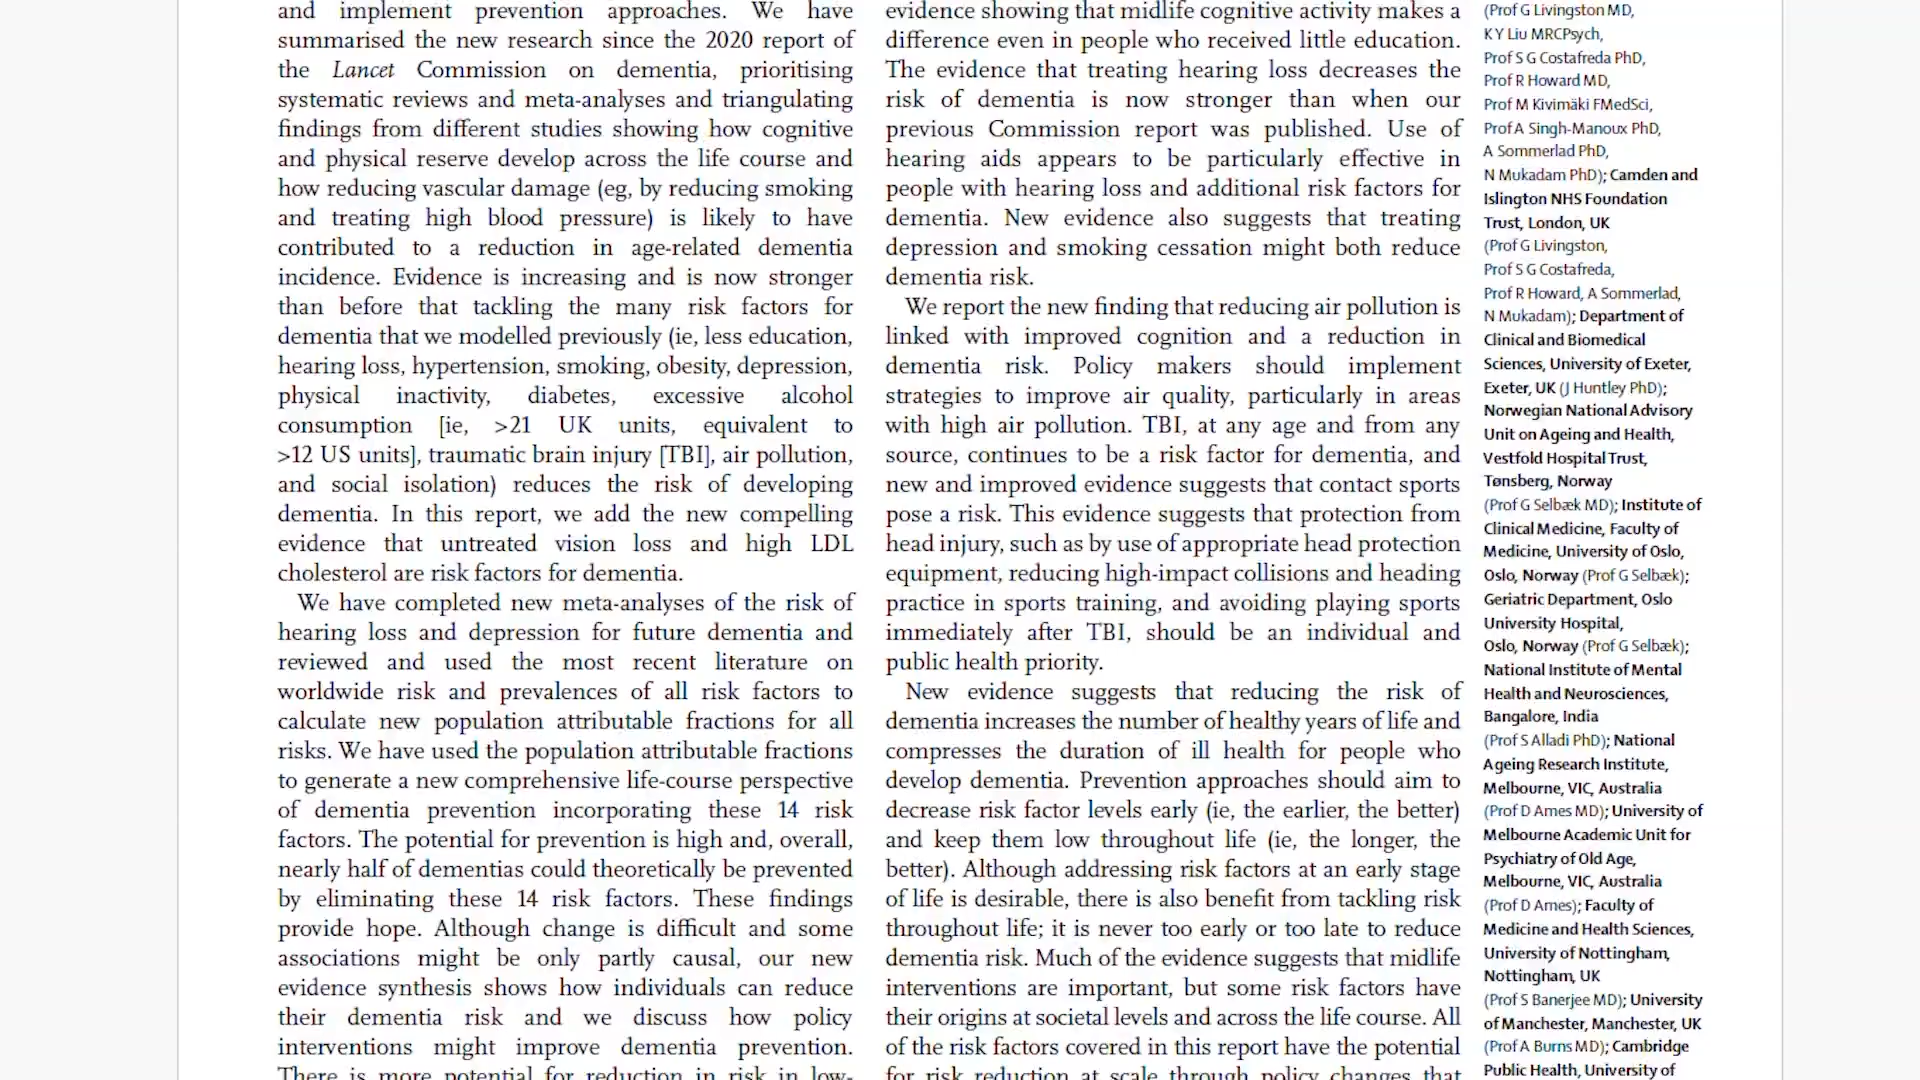 and implement prevention approaches. We have
summarised the new research since the 2020 report of
the Lancet Commission on dementia, prioritising
systematic reviews and meta-analyses and triangulating
findings from different studies showing how cognitive
and physical reserve develop across the life course and
how reducing vascular damage (eg, by reducing smoking
and treating high blood pressure) is likely to have
contributed to a reduction in age-related dementia
incidence. Evidence is increasing and is now stronger
than before that tackling the many risk factors for
dementia that we modelled previously (ie, less education,
hearing loss, hypertension, smoking, obesity, depression,
physical inactivity, diabetes, excessive alcohol
consumption [ie, >21 UK units, equivalent to
>12 US units], traumatic brain injury [TBI], air pollution,
and social isolation) reduces the risk of developing
dementia. In this report, we add the new compelling
evidence that untreated vision loss and high LDL
cholesterol are risk factors for dementia.
We have completed new meta-analyses of the risk of
hearing loss and depression for future dementia and
reviewed and used the most recent literature on
worldwide risk and prevalences of all risk factors to
calculate new population attributable fractions for all
risks. We have used the population attributable fractions
to generate a new comprehensive life-course perspective
of dementia prevention incorporating these 14 risk
factors. The potential for prevention is high and, overall,
nearly half of dementias could theoretically be prevented
by eliminating these 14 risk factors. These findings
provide hope. Although change is difficult and some
associations might be only partly causal, our new
evidence synthesis shows how individuals can reduce
their dementia risk and we discuss how policy
interventions might improve dementia prevention.
There is more potential for reduction in risk in low-
evidence showing that midlife cognitive activity makes a
difference even in people who received little education.
The evidence that treating hearing loss decreases the
risk of dementia is now stronger than when our
previous Commission report was published. Use of
hearing aids appears to be particularly effective in
people with hearing loss and additional risk factors for
dementia. New evidence also suggests that treating
depression and smoking cessation might both reduce
dementia risk.
We report the new finding that reducing air pollution is
linked with improved cognition and a reduction in
dementia risk. Policy makers should implement
strategies to improve air quality, particularly in areas
with high air pollution. TBI, at any age and from any
source, continues to be a risk factor for dementia, and
new and improved evidence suggests that contact sports
pose a risk. This evidence suggests that protection from
head injury, such as by use of appropriate head protection
equipment, reducing high-impact collisions and heading
practice in sports training, and avoiding playing sports
immediately after TBI, should be an individual and
public health priority.
New evidence suggests that reducing the risk of
dementia increases the number of healthy years of life and
compresses the duration of ill health for people who
develop dementia. Prevention approaches should aim to
decrease risk factor levels early (ie, the earlier, the better)
and keep them low throughout life (ie, the longer, the
better). Although addressing risk factors at an early stage
of life is desirable, there is also benefit from tackling risk
throughout life; it is never too early or too late to reduce
dementia risk. Much of the evidence suggests that midlife
interventions are important, but some risk factors have
their origins at societal levels and across the life course. All
of the risk factors covered in this report have the potential
for risk reduction at scale through policy changes that
(Prof G Livingston MD,
K Y Liu MRCPsych,
Prof S G Costafreda PhD,
Prof R Howard MD,
Prof M Kivimäki FMedSci,
Prof A Singh-Manoux PhD,
A Sommerlad PhD,
N Mukadam PhD); Camden and
Islington NHS Foundation
Trust, London, UK
(Prof G Livingston,
Prof S G Costafreda,
Prof R Howard, A Sommerlad,
N Mukadam); Department of
Clinical and Biomedical
Sciences, University of Exeter,
Exeter, UK (J Huntley PhD);
Norwegian National Advisory
Unit on Ageing and Health,
Vestfold Hospital Trust,
Tønsberg, Norway
(Prof G Selbæk MD); Institute of
Clinical Medicine, Faculty of
Medicine, University of Oslo,
Oslo, Norway (Prof G Selbæk);
Geriatric Department, Oslo
University Hospital,
Oslo, Norway (Prof G Selbæk);
National Institute of Mental
Health and Neurosciences,
Bangalore, India
(Prof S Alladi PhD); National
Ageing Research Institute,
Melbourne, VIC, Australia
(Prof D Ames MD); University of
Melbourne Academic Unit for
Psychiatry of Old Age,
Melbourne, VIC, Australia
(Prof D Ames); Faculty of
Medicine and Health Sciences,
University of Nottingham,
Nottingham, UK
(Prof S Banerjee MD); University
of Manchester, Manchester, UK
(Prof A Burns MD); Cambridge
Public Health, University of